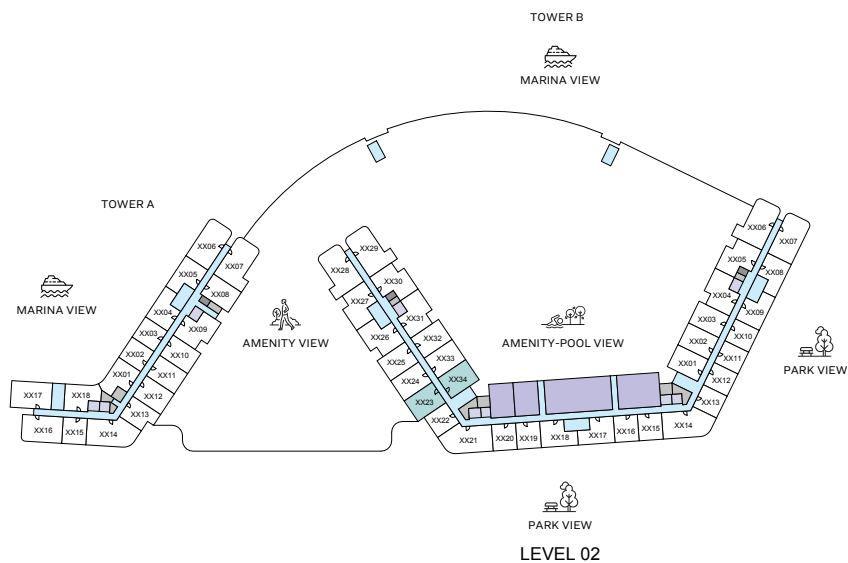 TOWER B
MARINA VIEW
TOWER A
MARINA VIEW
AMENITY VIEW
AMENITY-POOL VIEW
PARK VIEW
XX06
XX07
XX05
XX08
XX04
XX09
XX03
XX10
XX02
XX11
XX01
XX12
XX13
XX17
XX18
XX16
XX15
XX14
XX29
XX28
XX30
XX27
XX31
XX26
XX32
XX25
XX33
XX24
XX34
XX23
XX22
XX21
XX20
XX19
XX18
XX17
XX16
XX15
XX14
XX06
XX07
XX05
XX08
XX04
XX09
XX03
XX10
XX02
XX11
XX01
XX12
XX13
PARK VIEW
LEVEL 02